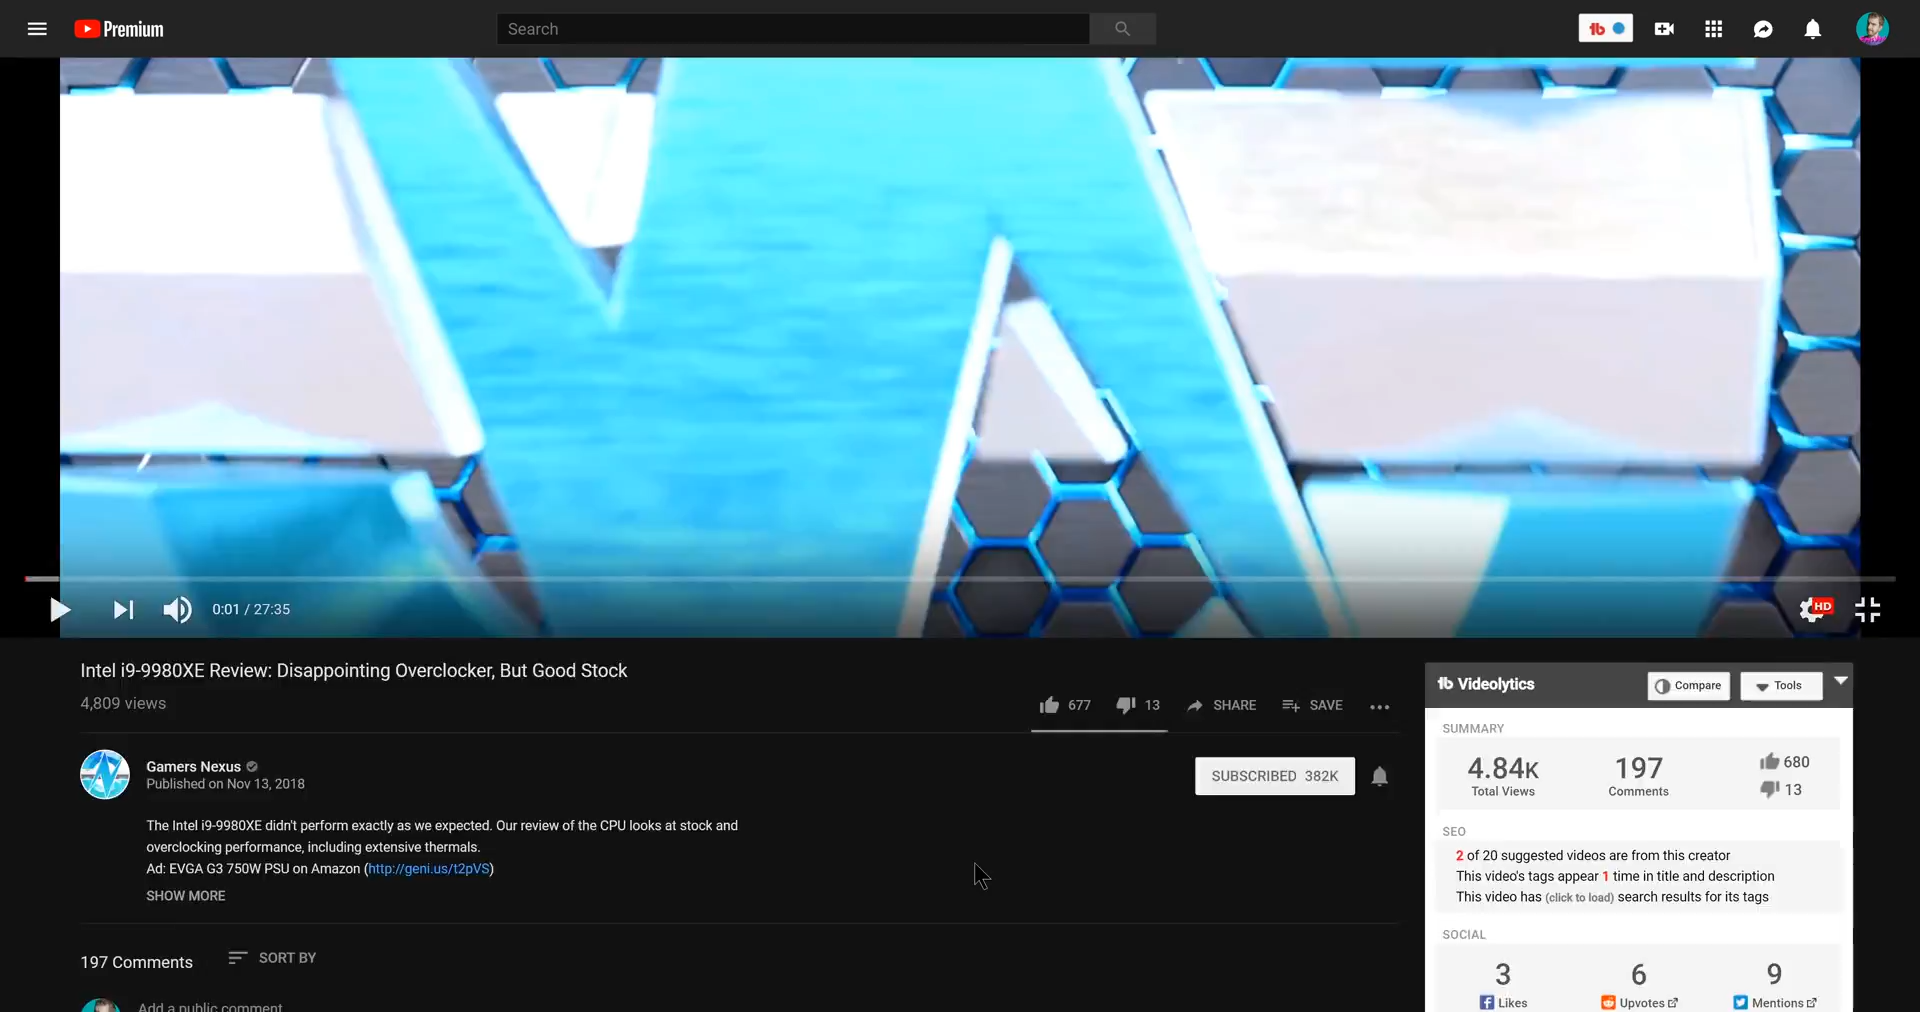 Premium
Search
tb
0:01 / 27:35
HD
Intel i9-9980XE Review: Disappointing Overclocker, But Good Stock
4,809 views
677
13
SHARE
SAVE
Gamers Nexus
Published on Nov 13, 2018
SUBSCRIBED 382K
The Intel i9-9980XE didn't perform exactly as we expected. Our review of the CPU looks at stock and
overclocking performance, including extensive thermals.
Ad: EVGA G3 750W PSU on Amazon (http://geni.us/t2pVS)
SHOW MORE
197 Comments
SORT BY
Add a public comment
tb Videolytics
Compare
Tools
SUMMARY
4.84K
Total Views
197
Comments
680
13
SEO
2 of 20 suggested videos are from this creator
This video's tags appear 1 time in title and description
This video has (click to load) search results for its tags
SOCIAL
3
Likes
6
Upvotes
9
Mentions